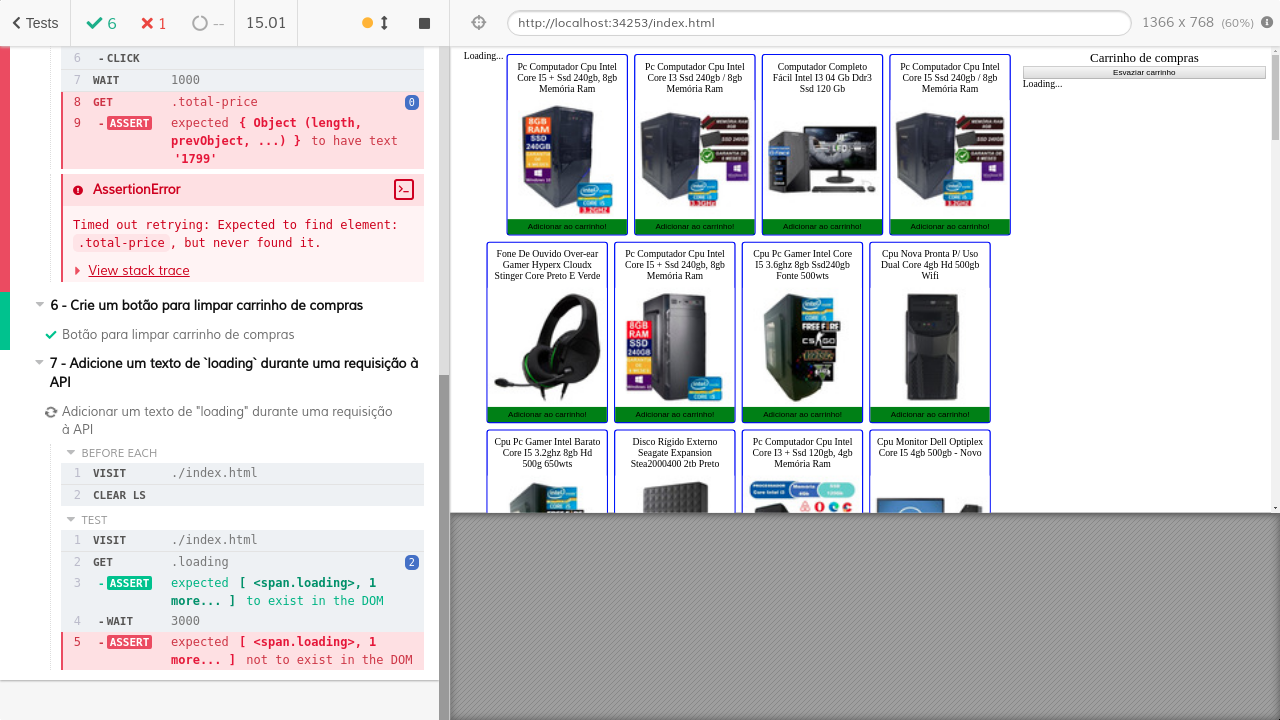 Tests
6
1
--
15.01
http://localhost:34253/index.html
1366 x 768 (60%)
6 -CLICK
7 WAIT 1000
8 GET .total-price 0
9 -ASSERT expected { Object (length,
prevObject, ...) } to have text
'1799'
AssertionError
Timed out retrying: Expected to find element:
.total-price, but never found it.
View stack trace
6 - Crie um botão para limpar carrinho de compras
Botão para limpar carrinho de compras
7 - Adicione um texto de `loading` durante uma requisição à
API
Adicionar um texto de "loading" durante uma requisição
à API
BEFORE EACH
1 VISIT ./index.html
2 CLEAR LS
TEST
1 VISIT ./index.html
2 GET .loading 2
3 -ASSERT expected [ <span.loading>, 1
more... ] to exist in the DOM
4 -WAIT 3000
5 -ASSERT expected [ <span.loading>, 1
more... ] not to exist in the DOM
Loading...
Pc Computador Cpu Intel
Core I5 + Ssd 240gb, 8gb
Memória Ram
8GB
RAM
SSD
240GB
Adicionar ao carrinho!
Pc Computador Cpu Intel
Core I3 Ssd 240gb / 8gb
Memória Ram
Adicionar ao carrinho!
Computador Completo
Fácil Intel I3 04 Gb Ddr3
Ssd 120 Gb
Adicionar ao carrinho!
Pc Computador Cpu Intel
Core I5 Ssd 240gb / 8gb
Memória Ram
Adicionar ao carrinho!
Carrinho de compras
Esvaziar carrinho
Loading...
Fone De Ouvido Over-ear
Gamer Hyperx Cloudx
Stinger Core Preto E Verde
Adicionar ao carrinho!
Pc Computador Cpu Intel
Core I5 + Ssd 240gb, 8gb
Memória Ram
8GB
RAM
SSD
240GB
Adicionar ao carrinho!
Cpu Pc Gamer Intel Core
I5 3.6ghz 8gb Ssd240gb
Fonte 500wts
FREE FIRE
CS:GO
Adicionar ao carrinho!
Cpu Nova Pronta P/ Uso
Dual Core 4gb Hd 500gb
Wifi
Adicionar ao carrinho!
Cpu Pc Gamer Intel Barato
Core I5 3.2ghz 8gb Hd
500g 650wts
Disco Rígido Externo
Seagate Expansion
Stea2000400 2tb Preto
Pc Computador Cpu Intel
Core I3 + Ssd 120gb, 4gb
Memória Ram
Cpu Monitor Dell Optiplex
Core I5 4gb 500gb - Novo